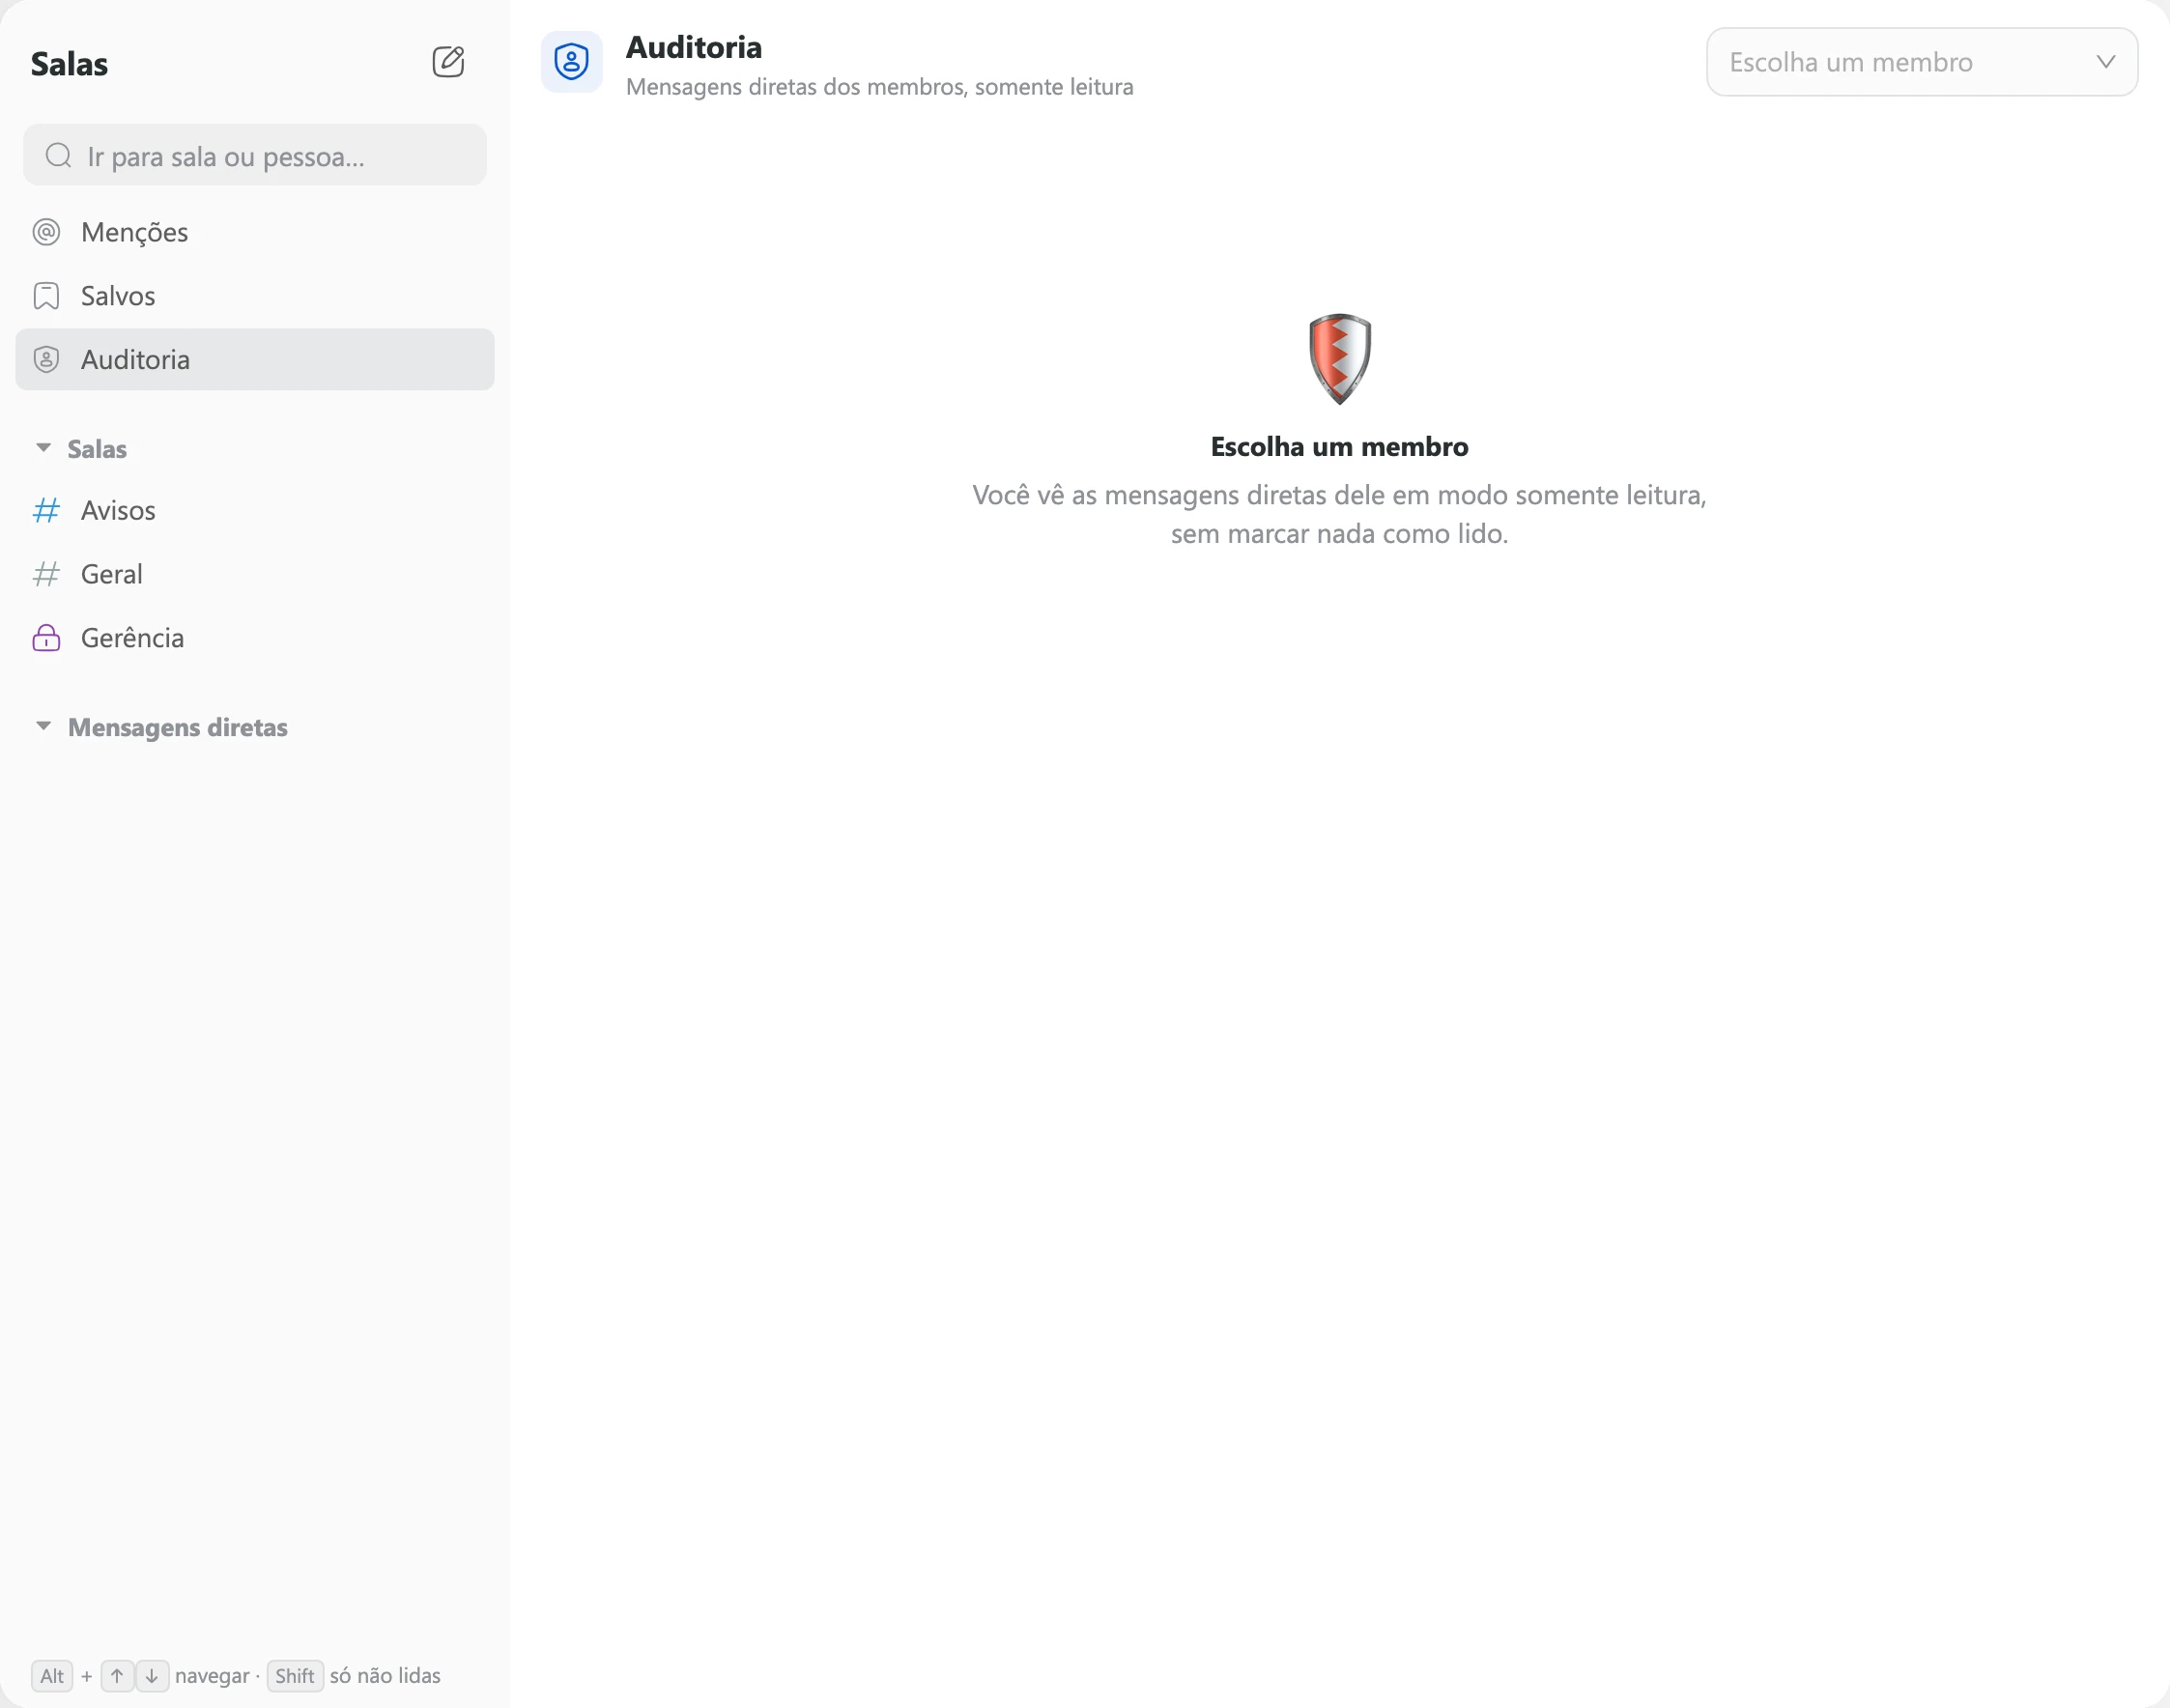 Salas
Ir para sala ou pessoa...
Menções
Salvos
Auditoria
Salas
Avisos
Geral
Gerência
Mensagens diretas
Alt + ↑ ↓ navegar · Shift só não lidas
Auditoria
Mensagens diretas dos membros, somente leitura
Escolha um membro
Escolha um membro
Você vê as mensagens diretas dele em modo somente leitura,
sem marcar nada como lido.